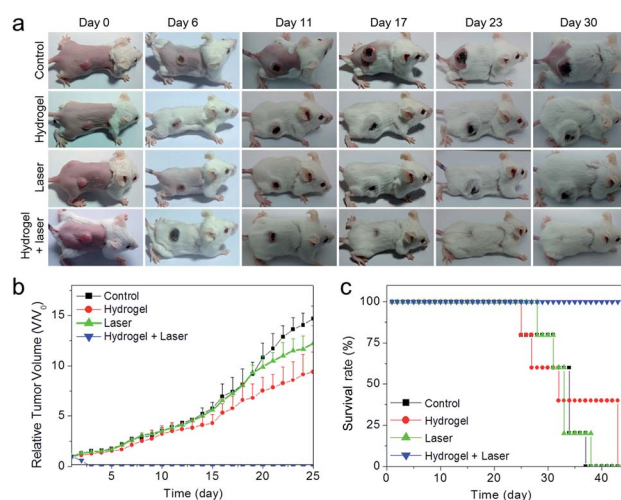 a
Day 0 Day 6 Day 11 Day 17 Day 23 Day 30
Control
Hydrogel
Laser
Hydrogel
+ laser
b
Relative Tumor Volume (V/V0)
15
10
5
0
Control
Hydrogel
Laser
Hydrogel + Laser
0 5 10 15 20 25
Time (day)
c
Survival rate (%)
100
75
50
25
0
Control
Hydrogel
Laser
Hydrogel + Laser
0 10 20 30 40
Time (day)